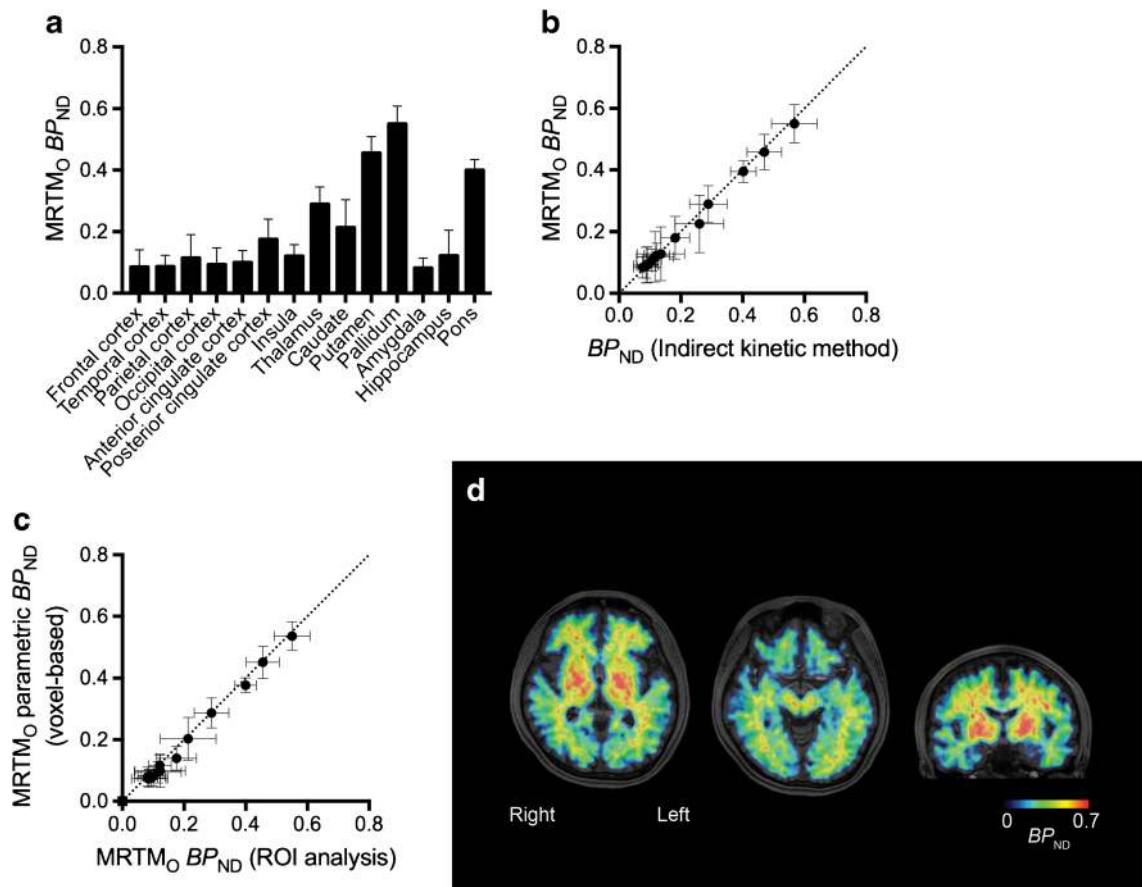 a
MRTMO BPND
0.8
0.6
0.4
0.2
0.0
Frontal cortex
Temporal cortex
Parietal cortex
Occipital cortex
Anterior cingulate cortex
Posterior cingulate cortex
Insula
Thalamus
Caudate
Putamen
Pallidum
Amygdala
Hippocampus
Pons
b
MRTMO BPND
0.8
0.6
0.4
0.2
0.0
0.0 0.2 0.4 0.6 0.8
BPND (Indirect kinetic method)
c
MRTMO parametric BPND
(voxel-based)
0.8
0.6
0.4
0.2
0.0
0.0 0.2 0.4 0.6 0.8
MRTMO BPND (ROI analysis)
d
Right Left
0 0.7
BPND